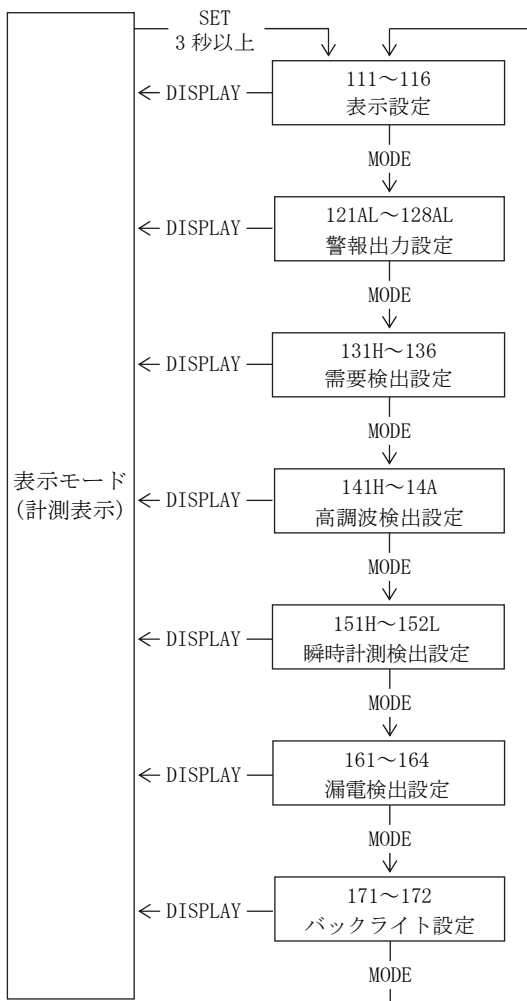 SET
3秒以上
111～116
表示設定
DISPLAY
MODE
121AL～128AL
警報出力設定
DISPLAY
MODE
131H～136
需要検出設定
DISPLAY
MODE
表示モード
(計測表示)
141H～14A
高調波検出設定
DISPLAY
MODE
151H～152L
瞬時計測検出設定
DISPLAY
MODE
161～164
漏電検出設定
DISPLAY
MODE
171～172
バックライト設定
DISPLAY
MODE